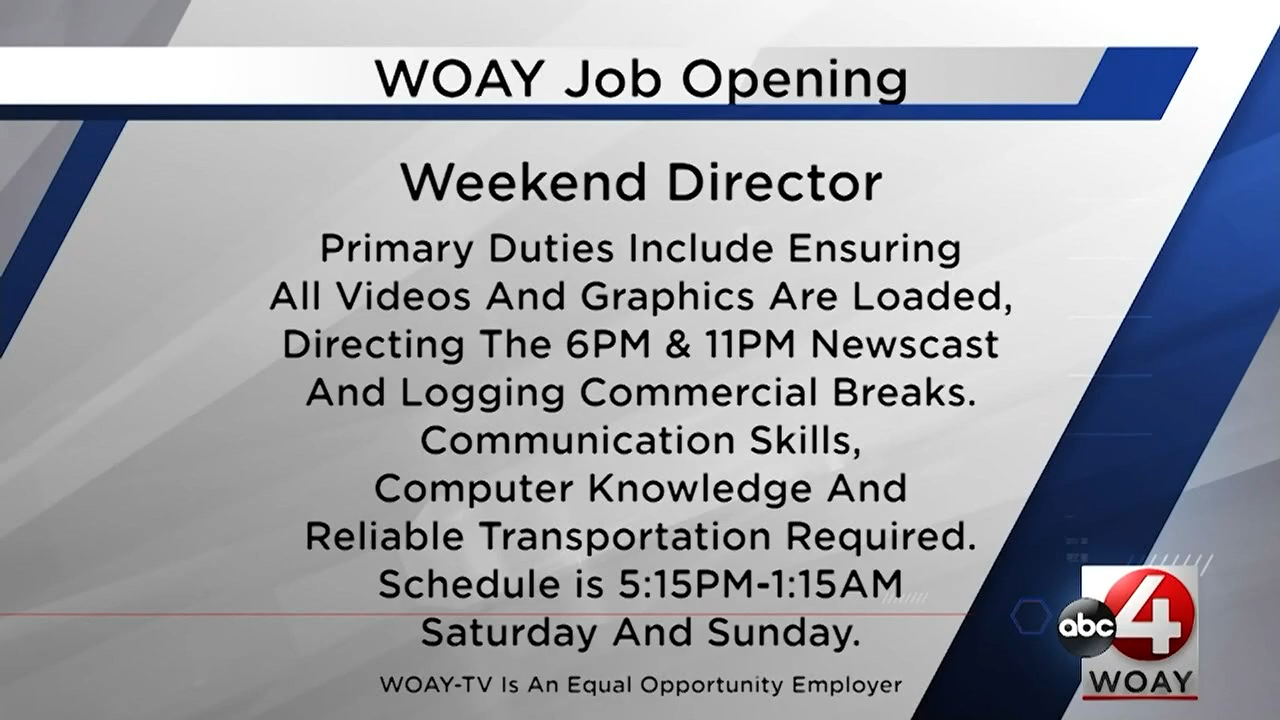 WOAY Job Opening
Weekend Director
Primary Duties Include Ensuring
All Videos And Graphics Are Loaded,
Directing The 6PM & 11PM Newscast
And Logging Commercial Breaks.
Communication Skills,
Computer Knowledge And
Reliable Transportation Required.
Schedule is 5:15PM-1:15AM
Saturday And Sunday.
WOAY-TV Is An Equal Opportunity Employer
abc 4
WOAY